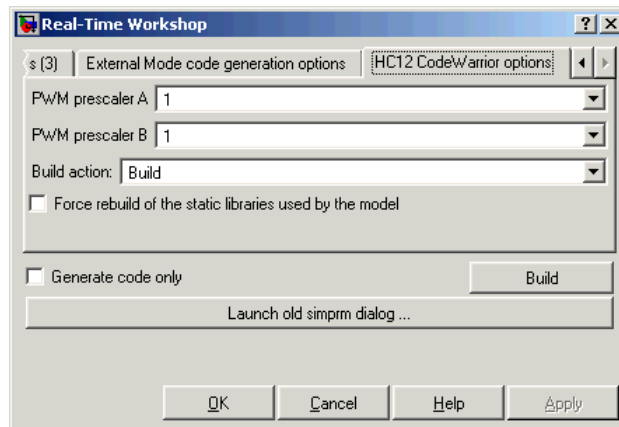 Real-Time Workshop
s (3) External Mode code generation options HC12 CodeWarrior options
PWM prescaler A 1
PWM prescaler B 1
Build action: Build
Force rebuild of the static libraries used by the model
Generate code only Build
Launch old simprm dialog ...
OK Cancel Help Apply